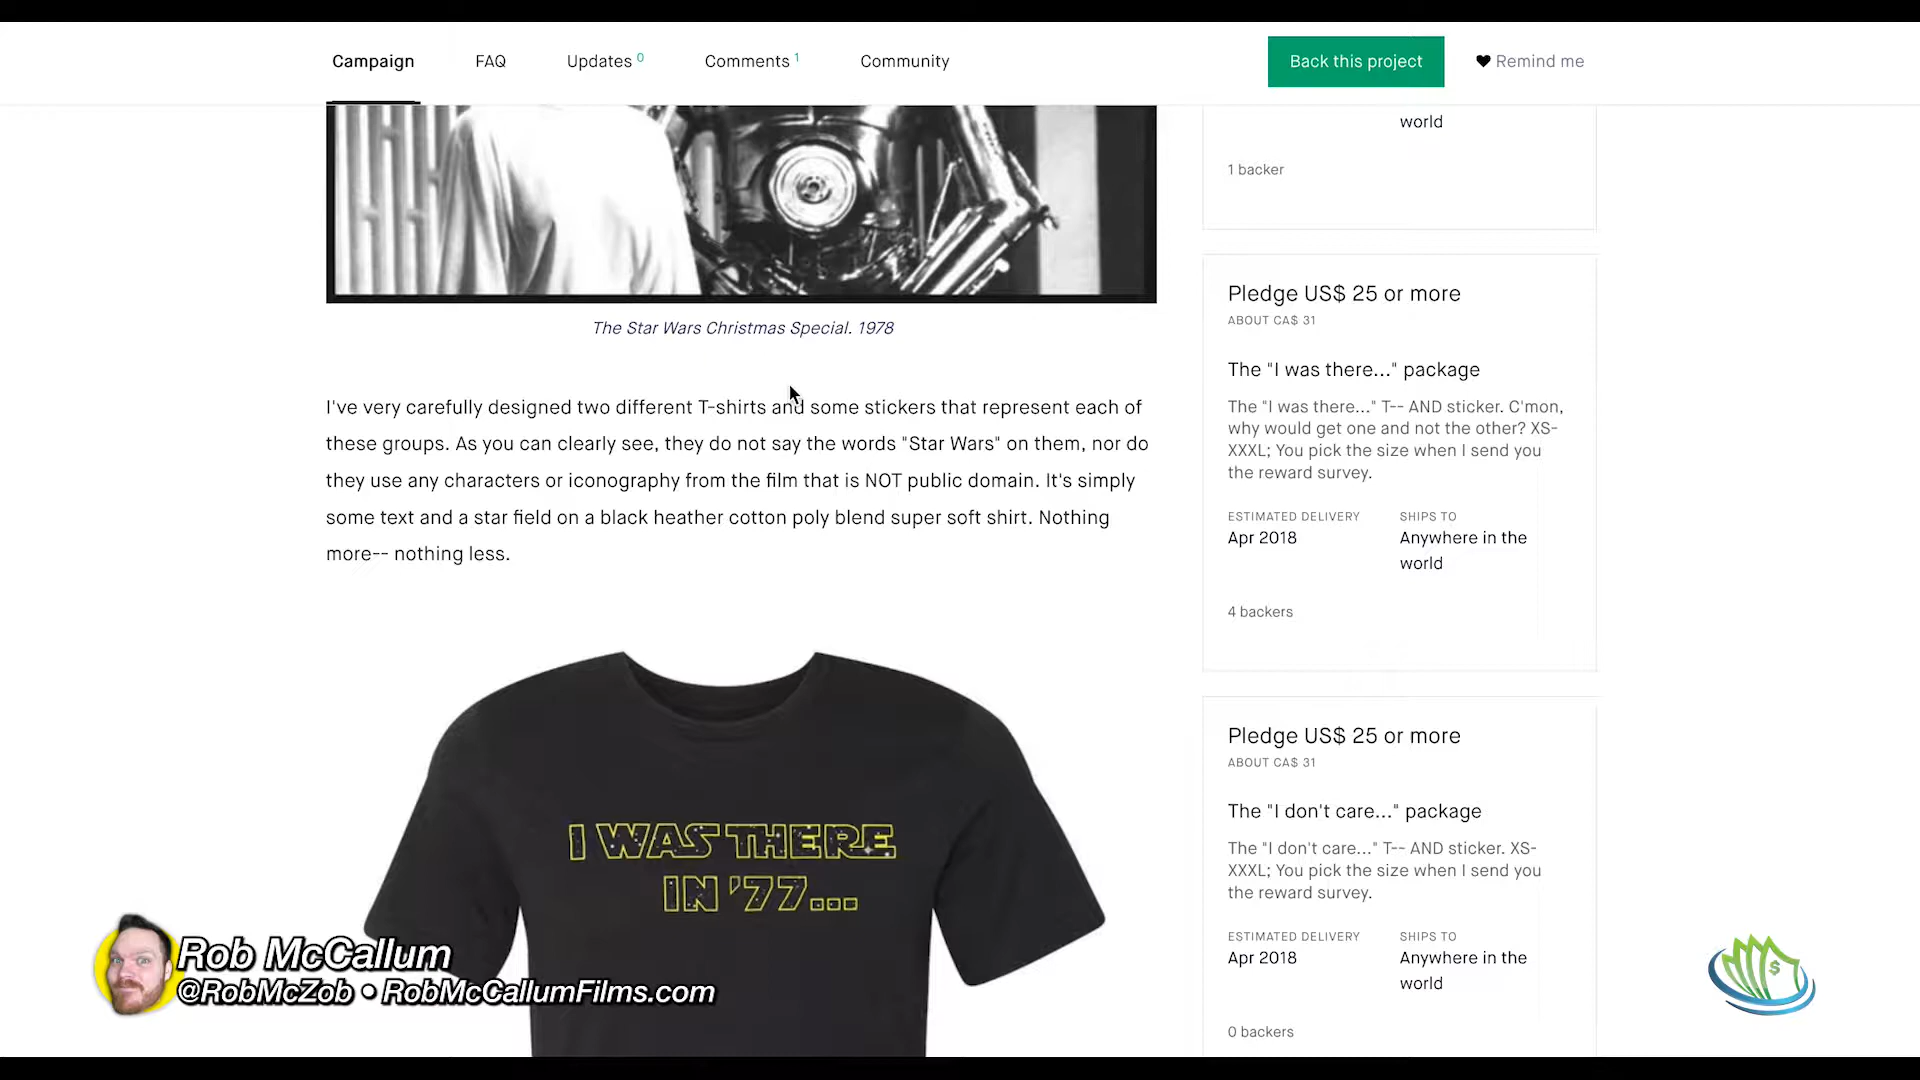 Campaign
FAQ
Updates 0
Comments 1
Community
Back this project
Remind me
The Star Wars Christmas Special. 1978
I've very carefully designed two different T-shirts and some stickers that represent each of
these groups. As you can clearly see, they do not say the words "Star Wars" on them, nor do
they use any characters or iconography from the film that is NOT public domain. It's simply
some text and a star field on a black heather cotton poly blend super soft shirt. Nothing
more-- nothing less.
I WAS THERE
IN '77...
world
1 backer
Pledge US$ 25 or more
ABOUT CA$ 31
The "I was there..." package
The "I was there..." T-- AND sticker. C'mon,
why would get one and not the other? XS-
XXXL; You pick the size when I send you
the reward survey.
ESTIMATED DELIVERY
Apr 2018
SHIPS TO
Anywhere in the
world
4 backers
Pledge US$ 25 or more
ABOUT CA$ 31
The "I don't care..." package
The "I don't care..." T-- AND sticker. XS-
XXXL; You pick the size when I send you
the reward survey.
ESTIMATED DELIVERY
Apr 2018
SHIPS TO
Anywhere in the
world
0 backers
Rob McCallum
@RobMcZob • RobMcCallumFilms.com
$